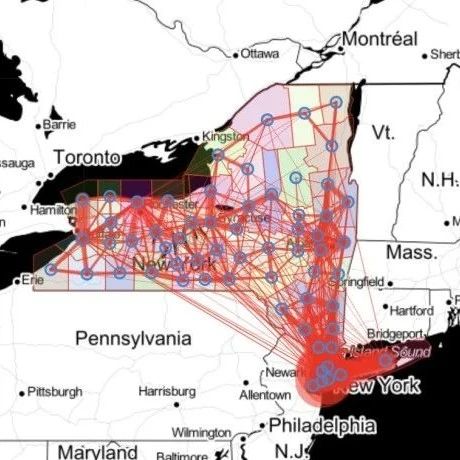 Montréal
Ottawa
Sherb
Barrie
Kingston
Vt.
ssauga
Toronto
N.H.
Hamilton
Syracuse
New York
Mass.
Erie
Springfield
Hartford
Pennsylvania
Bridgeport
Island Sound
Newark
New York
Pittsburgh
Harrisburg
Allentown
Philadelphia
Wilmington
N.J.
Maryland
Baltimore